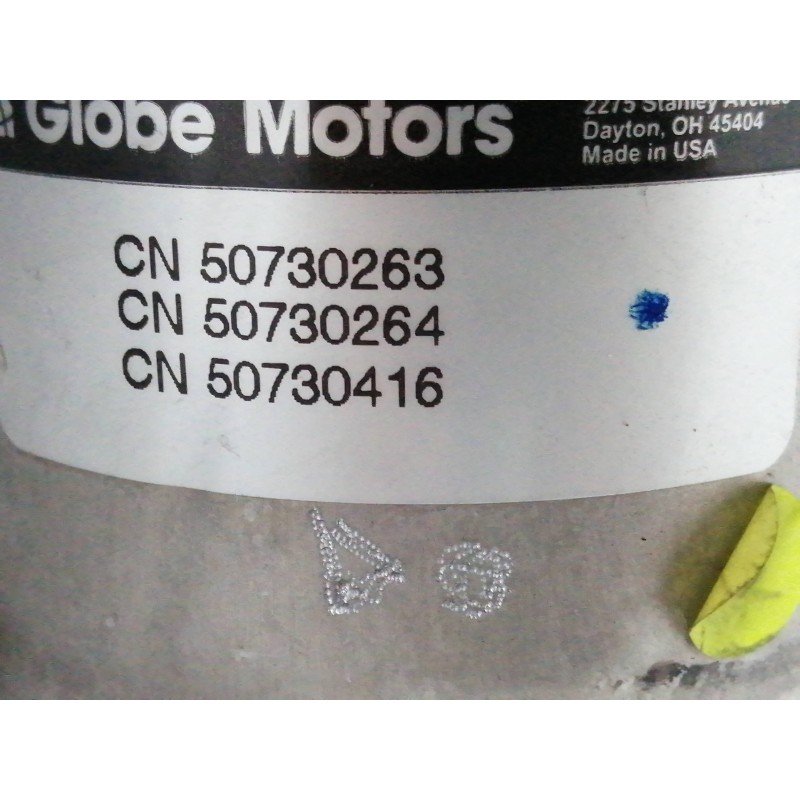 Globe Motors
2275 Stanley Avenue
Dayton, OH 45404
Made in USA
CN 50730263
CN 50730264
CN 50730416